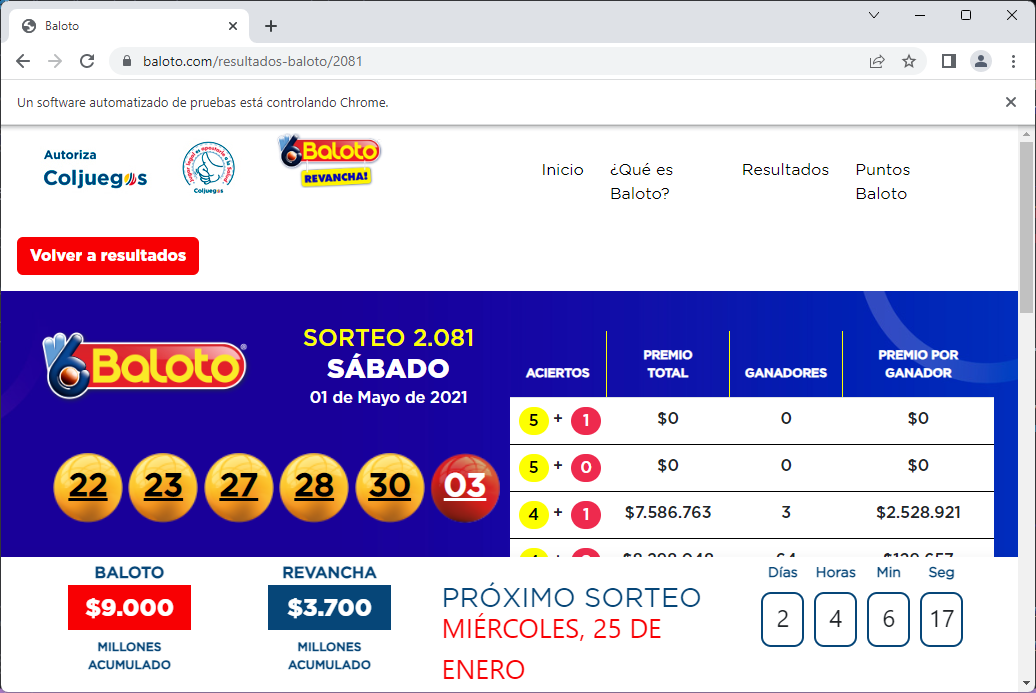 Baloto
baloto.com/resultados-baloto/2081
Un software automatizado de pruebas está controlando Chrome.
Autoriza
Coljuegos
Coljuegos
Baloto
REVANCHA!
Inicio
¿Qué es
Baloto?
Resultados
Puntos
Baloto
Volver a resultados
Baloto
SORTEO 2.081
SÁBADO
01 de Mayo de 2021
22 23 27 28 30 03
ACIERTOS PREMIO TOTAL GANADORES PREMIO POR GANADOR
5 + 1 $0 0 $0
5 + 0 $0 0 $0
4 + 1 $7.586.763 3 $2.528.921
BALOTO
$9.000
MILLONES
ACUMULADO
REVANCHA
$3.700
MILLONES
ACUMULADO
PRÓXIMO SORTEO
MIÉRCOLES, 25 DE
ENERO
Días Horas Min Seg
2 4 6 17